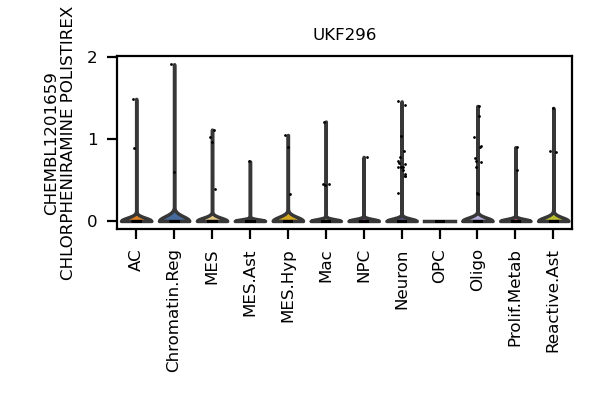 UKF296
CHEMBL1201659
CHLORPHENIRAMINE POLISTIREX
2
1
0
AC
Chromatin.Reg
MES
MES.Ast
MES.Hyp
Mac
NPC
Neuron
OPC
Oligo
Prolif.Metab
Reactive.Ast